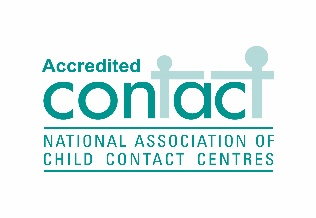 Accredited
contact
NATIONAL ASSOCIATION OF
CHILD CONTACT CENTRES